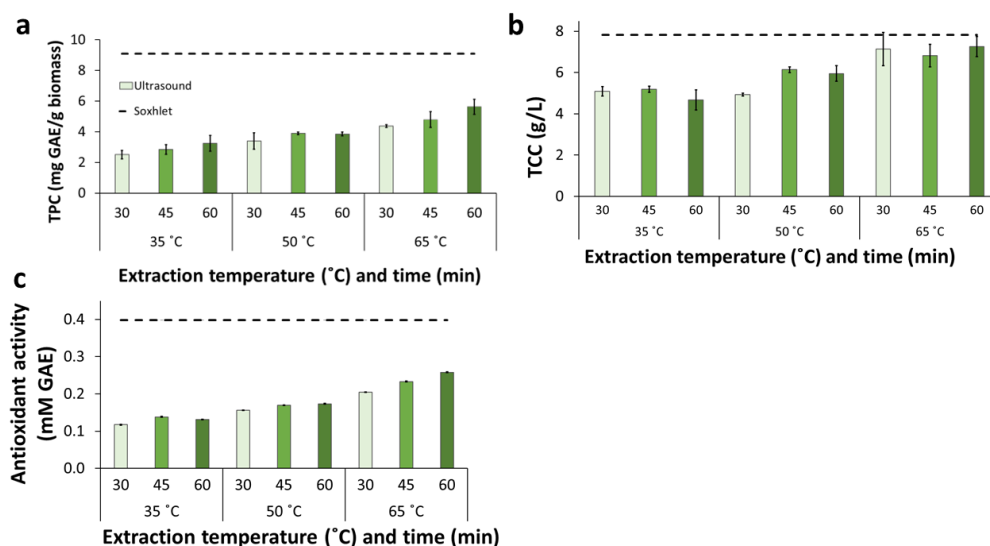 a
TPC (mg GAE/g biomass)
10
8
6
4
2
0
Ultrasound
Soxhlet
30 45 60 30 45 60 30 45 60
35 ˚C 50 ˚C 65 ˚C
Extraction temperature (˚C) and time (min)
b
TCC (g/L)
8
6
4
2
0
30 45 60 30 45 60 30 45 60
35 ˚C 50 ˚C 65 ˚C
Extraction temperature (˚C) and time (min)
c
Antioxidant activity
(mM GAE)
0.4
0.3
0.2
0.1
0.0
30 45 60 30 45 60 30 45 60
35 ˚C 50 ˚C 65 ˚C
Extraction temperature (˚C) and time (min)